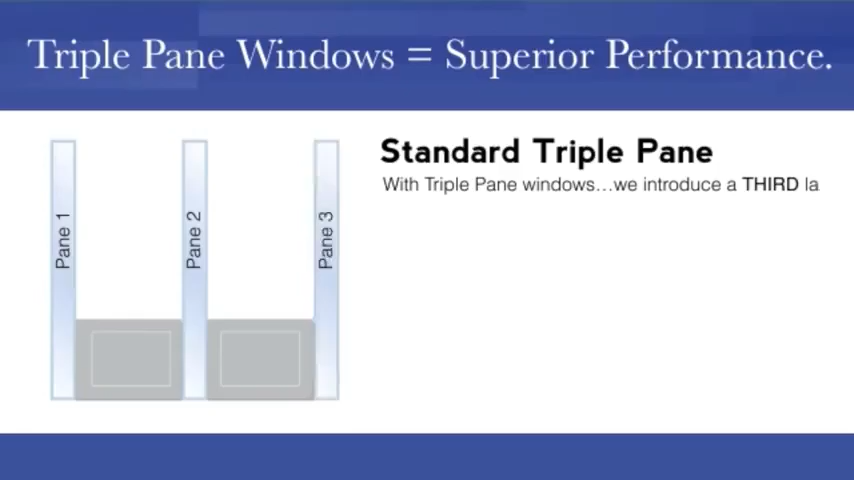 Triple Pane Windows = Superior Performance.
Standard Triple Pane
With Triple Pane windows...we introduce a THIRD la
Pane 1
Pane 2
Pane 3